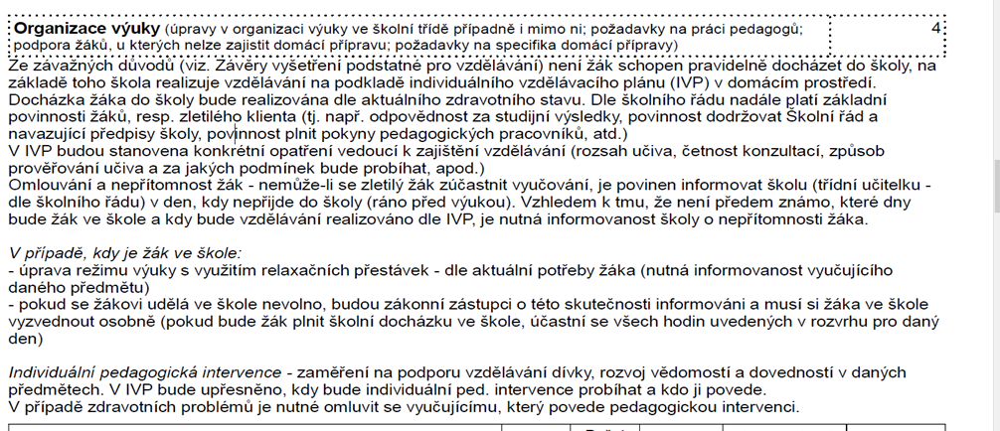 Organizace výuky (úpravy v organizaci výuky ve školní třídě případně i mimo ni; požadavky na práci pedagogů; 4
podpora žáků, u kterých nelze zajistit domácí přípravu; požadavky na specifika domácí přípravy)
Ze závažných důvodů (viz. Závěry vyšetření podstatné pro vzdělávání) není žák schopen pravidelně docházet do školy, na
základě toho škola realizuje vzdělávání na podkladě individuálního vzdělávacího plánu (IVP) v domácím prostředí.
Docházka žáka do školy bude realizována dle aktuálního zdravotního stavu. Dle školního řádu nadále platí základní
povinnosti žáků, resp. zletilého klienta (tj. např. odpovědnost za studijní výsledky, povinnost dodržovat Školní řád a
navazující předpisy školy, povinnost plnit pokyny pedagogických pracovníků, atd.)
V IVP budou stanovena konkrétní opatření vedoucí k zajištění vzdělávání (rozsah učiva, četnost konzultací, způsob
prověřování učiva a za jakých podmínek bude probíhat, apod.)
Omlouvání a nepřítomnost žák - nemůže-li se zletilý žák zúčastnit vyučování, je povinen informovat školu (třídní učitelku -
dle školního řádu) v den, kdy nepřijde do školy (ráno před výukou). Vzhledem k tmu, že není předem známo, které dny
bude žák ve škole a kdy bude vzdělávání realizováno dle IVP, je nutná informovanost školy o nepřítomnosti žáka.
V případě, kdy je žák ve škole:
- úprava režimu výuky s využitím relaxačních přestávek - dle aktuální potřeby žáka (nutná informovanost vyučujícího
daného předmětu)
- pokud se žákovi udělá ve škole nevolno, budou zákonní zástupci o této skutečnosti informováni a musí si žáka ve škole
vyzvednout osobně (pokud bude žák plnit školní docházku ve škole, účastní se všech hodin uvedených v rozvrhu pro daný
den)
Individuální pedagogická intervence - zaměření na podporu vzdělávání dívky, rozvoj vědomostí a dovedností v daných
předmětech. V IVP bude upřesněno, kdy bude individuální ped. intervence probíhat a kdo ji povede.
V případě zdravotních problémů je nutné omluvit se vyučujícímu, který povede pedagogickou intervenci.